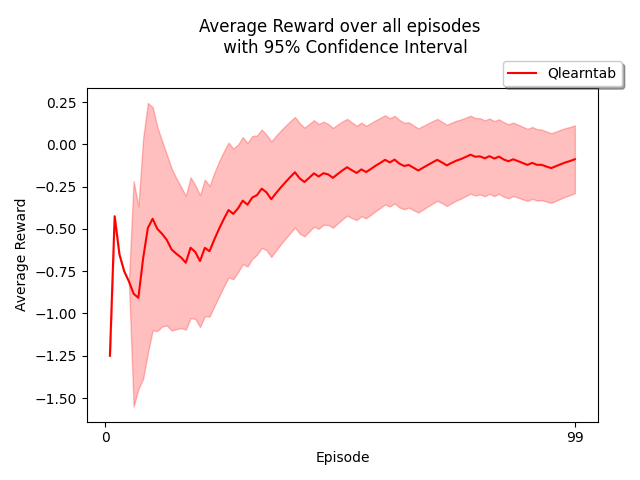 Average Reward over all episodes
with 95% Confidence Interval
Qlearntab
0.25
0.00
−0.25
−0.50
−0.75
−1.00
−1.25
−1.50
Average Reward
0
99
Episode